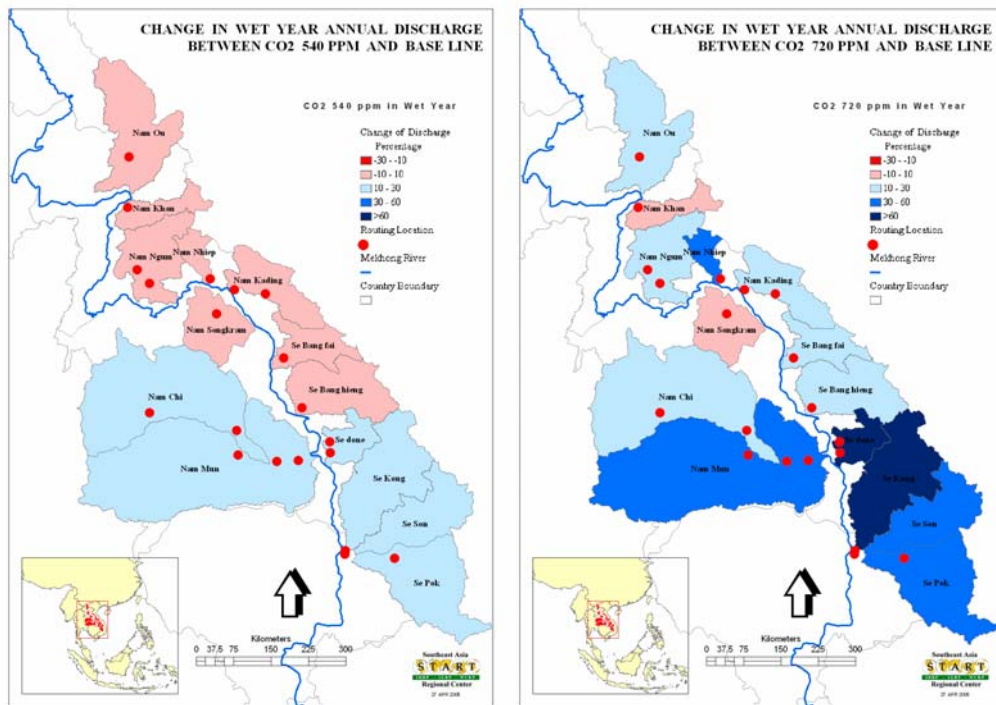 CHANGE IN WET YEAR ANNUAL DISCHARGE
BETWEEN CO2 540 PPM AND BASE LINE
CO2 540 ppm in Wet Year
Change of Discharge
Percentage
-30 - -10
-10 - 10
10 - 30
30 - 60
>60
Routing Location
Mekhong River
Country Boundary
Nam Ou
Nam Khan
Nam Ngum
Nam Nhiep
Nam Kading
Nam Songkram
Se Bang fai
Se Bang hieng
Nam Chi
Se done
Nam Mun
Se Kong
Se San
Se Pok
Kilometers
0 37.5 75 150 225 300
Southeast Asia
START
Regional Center
CHANGE IN WET YEAR ANNUAL DISCHARGE
BETWEEN CO2 720 PPM AND BASE LINE
CO2 720 ppm in Wet Year
Change of Discharge
Percentage
-30 - -10
-10 - 10
10 - 30
30 - 60
>60
Routing Location
Mekhong River
Country Boundary
Nam Ou
Nam Khan
Nam Ngum
Nam Nhiep
Nam Kading
Nam Songkram
Se Bang fai
Se Bang hieng
Nam Chi
Se done
Nam Mun
Se Kong
Se San
Se Pok
Kilometers
0 37.5 75 150 225 300
Southeast Asia
START
Regional Center